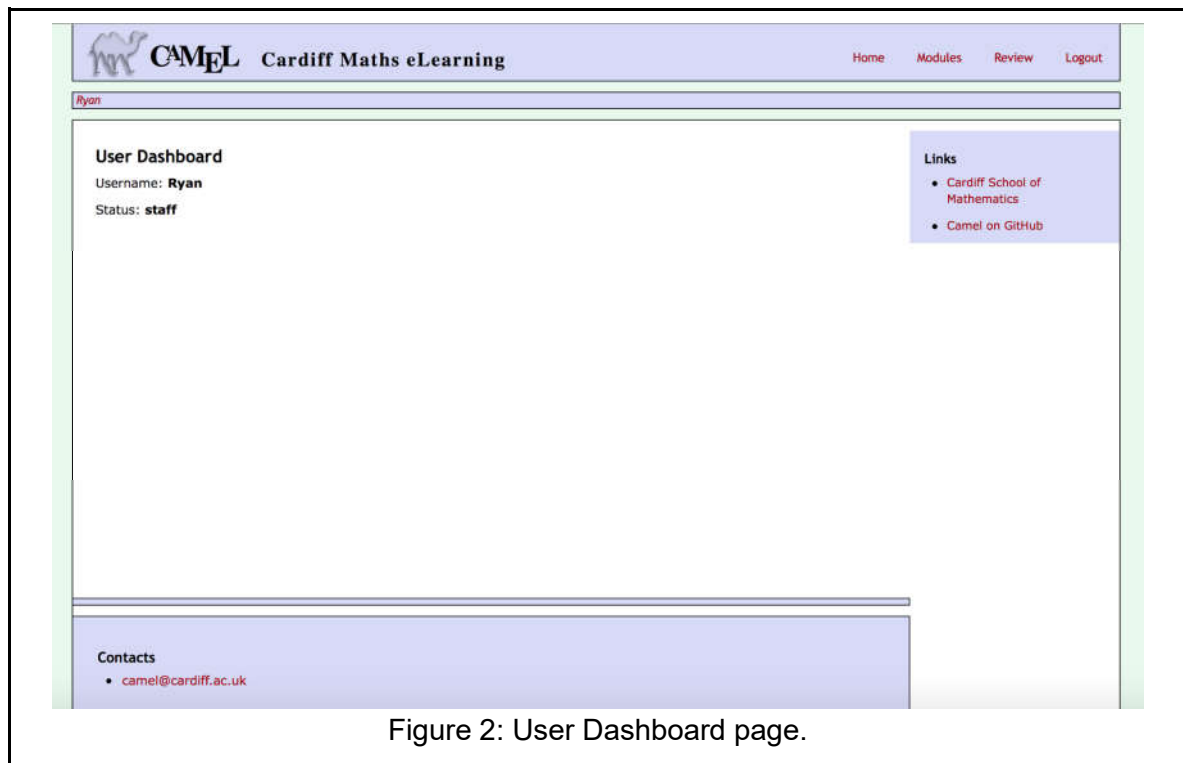 CAMEL Cardiff Maths eLearning
Home Modules Review Logout
Ryan
User Dashboard
Username: Ryan
Status: staff
Links
Cardiff School of
Mathematics
Camel on GitHub
Contacts
camel@cardiff.ac.uk
Figure 2: User Dashboard page.